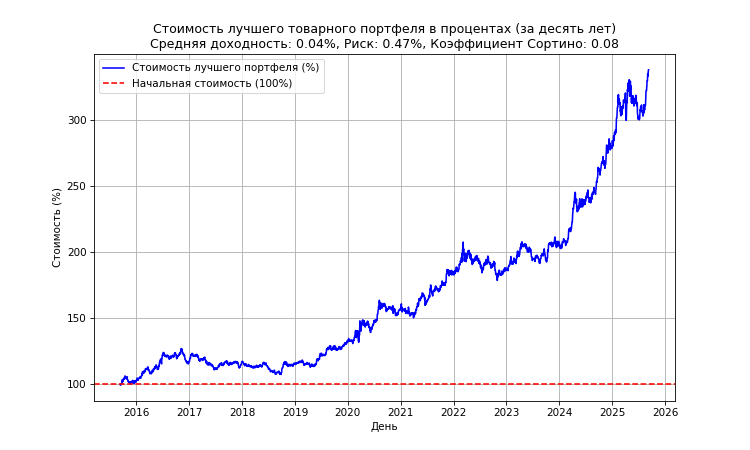 Стоимость лучшего товарного портфеля в процентах (за десять лет)
Средняя доходность: 0.04%, Риск: 0.47%, Коэффициент Сортино: 0.08
Стоимость лучшего портфеля (%)
Начальная стоимость (100%)
Стоимость (%)
300
250
200
150
100
2016 2017 2018 2019 2020 2021 2022 2023 2024 2025 2026
День